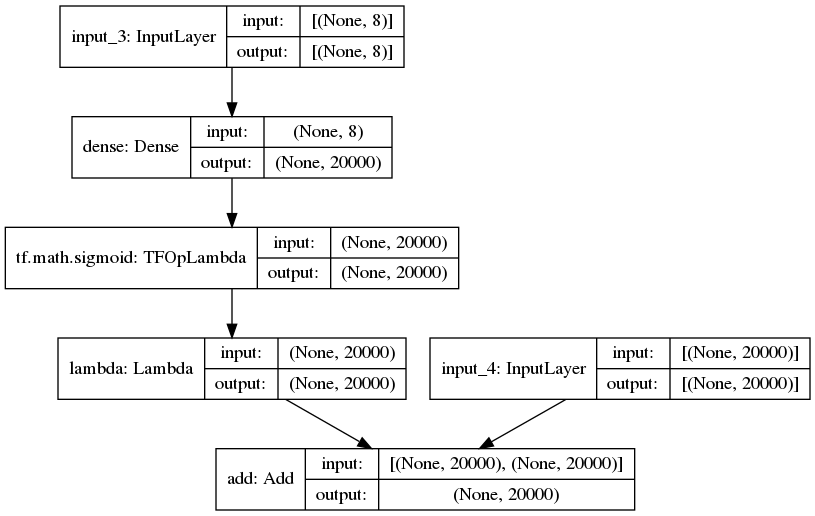 input_3: InputLayer
input: [(None, 8)]
output: [(None, 8)]
dense: Dense
input: (None, 8)
output: (None, 20000)
tf.math.sigmoid: TFOpLambda
input: (None, 20000)
output: (None, 20000)
lambda: Lambda
input: (None, 20000)
output: (None, 20000)
input_4: InputLayer
input: [(None, 20000)]
output: [(None, 20000)]
add: Add
input: [(None, 20000), (None, 20000)]
output: (None, 20000)